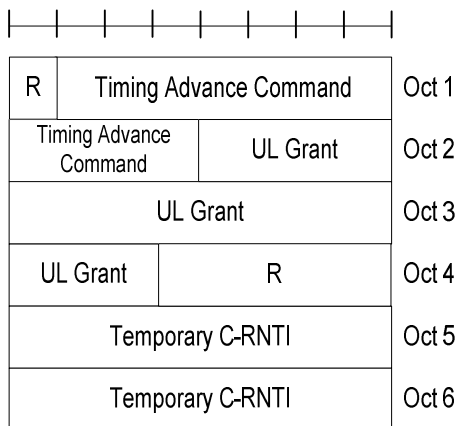 R Timing Advance Command Oct 1
Timing Advance
Command UL Grant Oct 2
UL Grant Oct 3
UL Grant R Oct 4
Temporary C-RNTI Oct 5
Temporary C-RNTI Oct 6